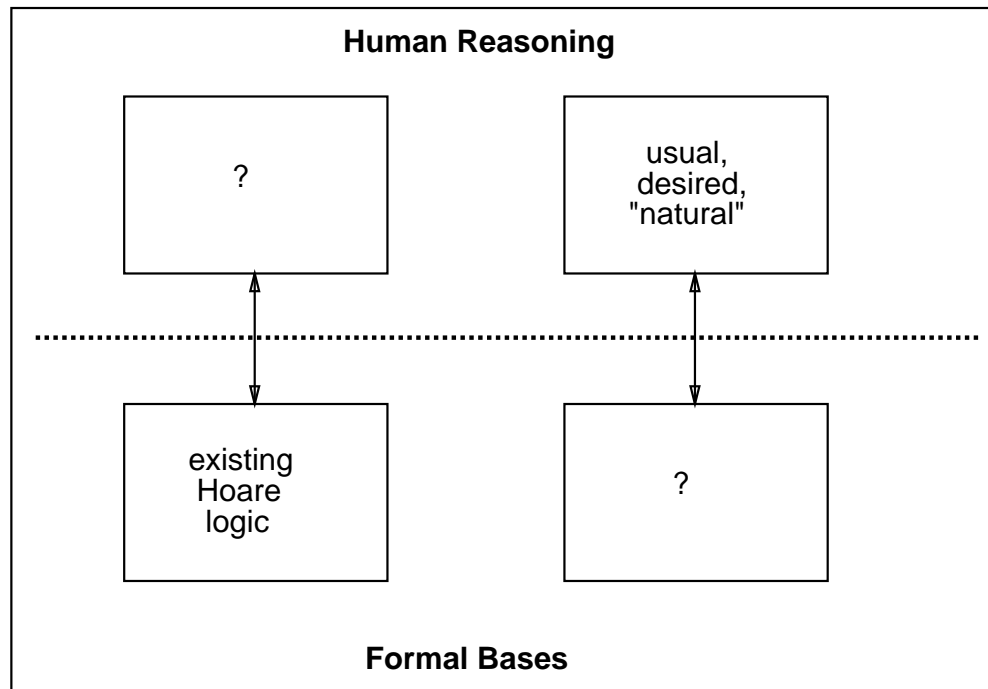 Human Reasoning
?
usual,
desired,
"natural"
existing
Hoare
logic
?
Formal Bases